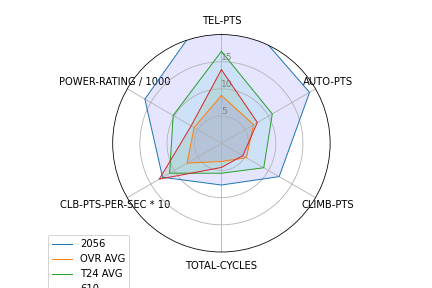 TEL-PTS
15
POWER-RATING / 1000
AUTO-PTS
10
5
CLB-PTS-PER-SEC * 10
CLIMB-PTS
TOTAL-CYCLES
2056
OVR AVG
T24 AVG
610